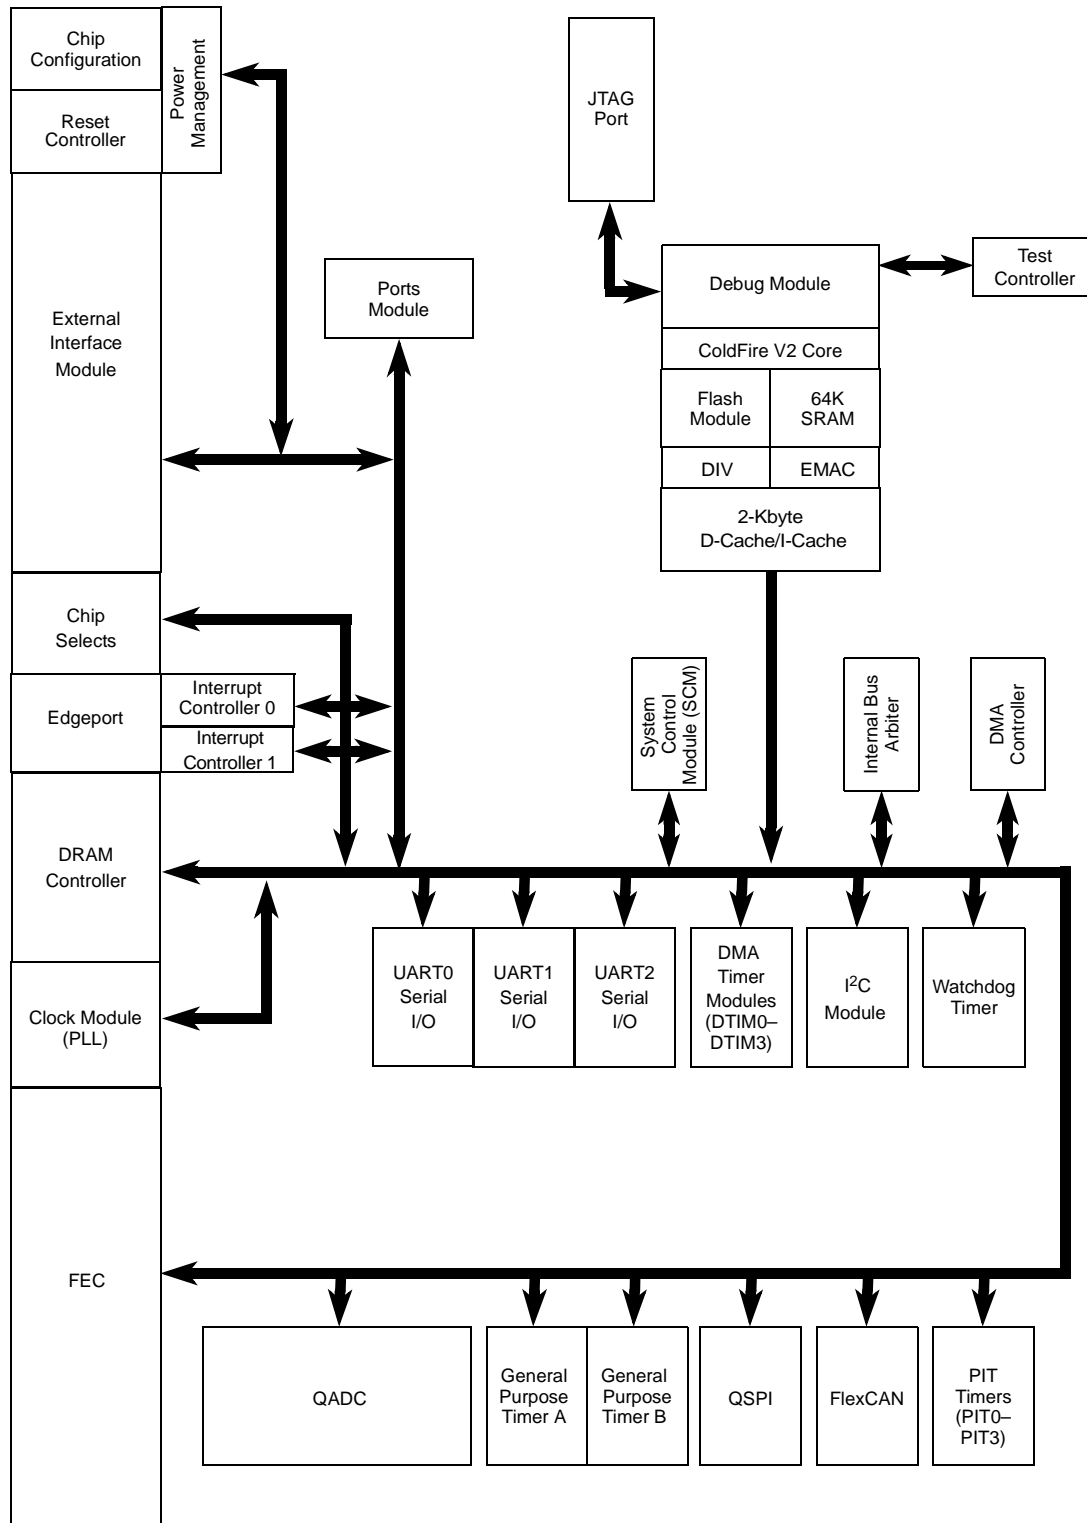 Chip
Configuration
Power
Management
Reset
Controller
JTAG
Port
External
Interface
Module
Ports
Module
Debug Module
Test
Controller
ColdFire V2 Core
Flash
Module
64K
SRAM
DIV
EMAC
2-Kbyte
D-Cache/I-Cache
Chip
Selects
Edgeport
Interrupt
Controller 0
Interrupt
Controller 1
System
Control
Module (SCM)
Internal Bus
Arbiter
DMA
Controller
DRAM
Controller
UART0
Serial
I/O
UART1
Serial
I/O
UART2
Serial
I/O
DMA
Timer
Modules
(DTIM0–
DTIM3)
I²C
Module
Watchdog
Timer
Clock Module
(PLL)
FEC
QADC
General
Purpose
Timer A
General
Purpose
Timer B
QSPI
FlexCAN
PIT
Timers
(PIT0–
PIT3)